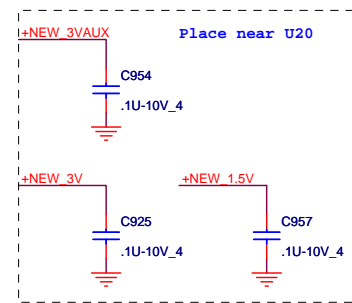 +NEW_3VAUX
Place near U20
C954
.1U-10V_4
+NEW_3V
+NEW_1.5V
C925
C957
.1U-10V_4
.1U-10V_4